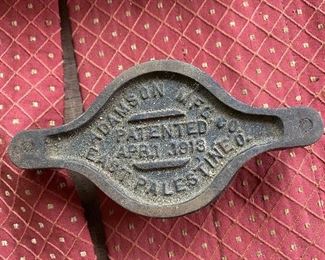 ADAMSON MFG. CO.
PATENTED
APR. 1, 1913
EAST PALESTINE, O.